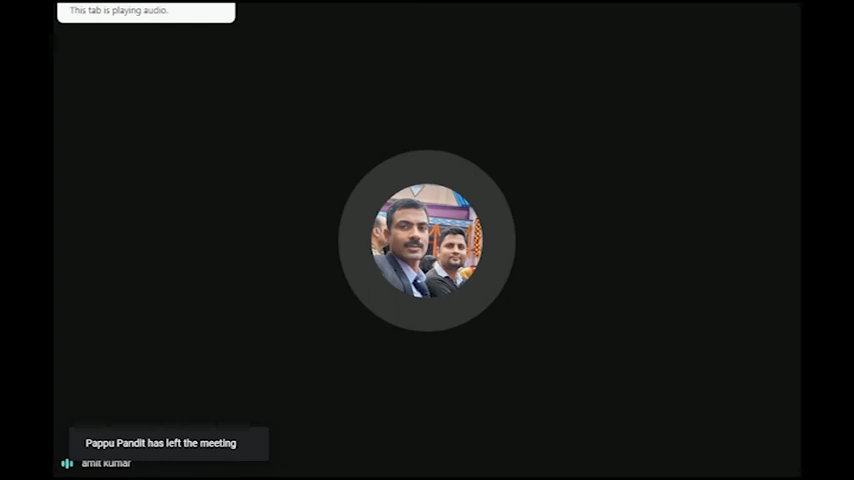 This tab is playing audio.
Pappu Pandit has left the meeting
amit kumar